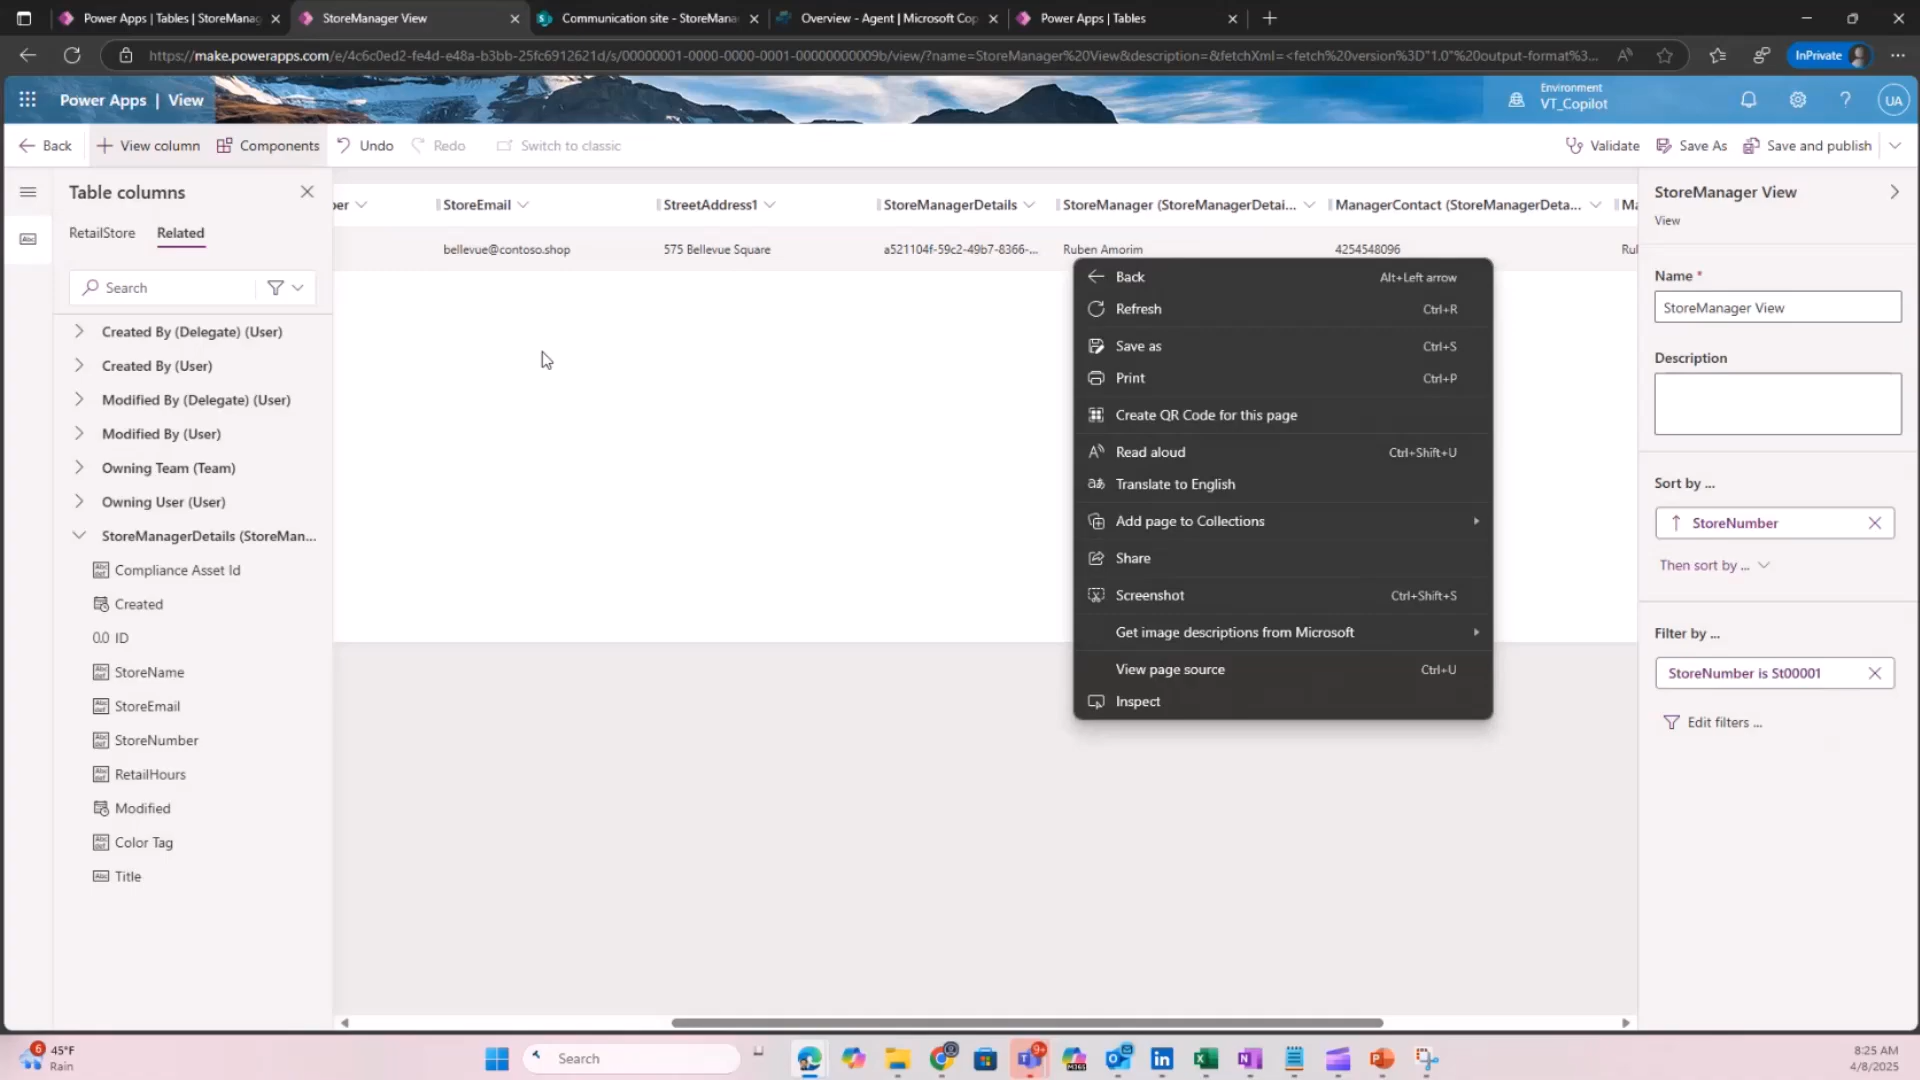 Power Apps | Tables | StoreManag
StoreManager View
Communication site - StoreMana
Overview - Agent | Microsoft Cop
Power Apps | Tables
https://make.powerapps.com/e/4c6c0ed2-fe4d-e48a-b3bb-25fc6912621d/s/00000001-0000-0000-0001-00000000009b/view/?name=StoreManager%20View&description=&fetchXml=<fetch%20version%3D"1.0"%20output-format%3...
InPrivate
Power Apps | View
Environment
VT_Copilot
UA
Back
View column
Components
Undo
Redo
Switch to classic
Validate
Save As
Save and publish
Table columns
RetailStore
Related
Search
Created By (Delegate) (User)
Created By (User)
Modified By (Delegate) (User)
Modified By (User)
Owning Team (Team)
Owning User (User)
StoreManagerDetails (StoreMan...
Compliance Asset Id
Created
ID
StoreName
StoreEmail
StoreNumber
RetailHours
Modified
Color Tag
Title
er
StoreEmail
StreetAddress1
StoreManagerDetails
StoreManager (StoreManagerDetai...
ManagerContact (StoreManagerDeta...
Ma
bellevue@contoso.shop
575 Bellevue Square
a521104f-59c2-49b7-8366-...
Ruben Amorim
4254548096
Rul
Back Alt+Left arrow
Refresh Ctrl+R
Save as Ctrl+S
Print Ctrl+P
Create QR Code for this page
Read aloud Ctrl+Shift+U
Translate to English
Add page to Collections
Share
Screenshot Ctrl+Shift+S
Get image descriptions from Microsoft
View page source Ctrl+U
Inspect
StoreManager View
View
Name *
StoreManager View
Description
Sort by ...
StoreNumber
Then sort by ...
Filter by ...
StoreNumber is St00001
Edit filters ...
6
45°F
Rain
Search
9+
8:25 AM
4/8/2025